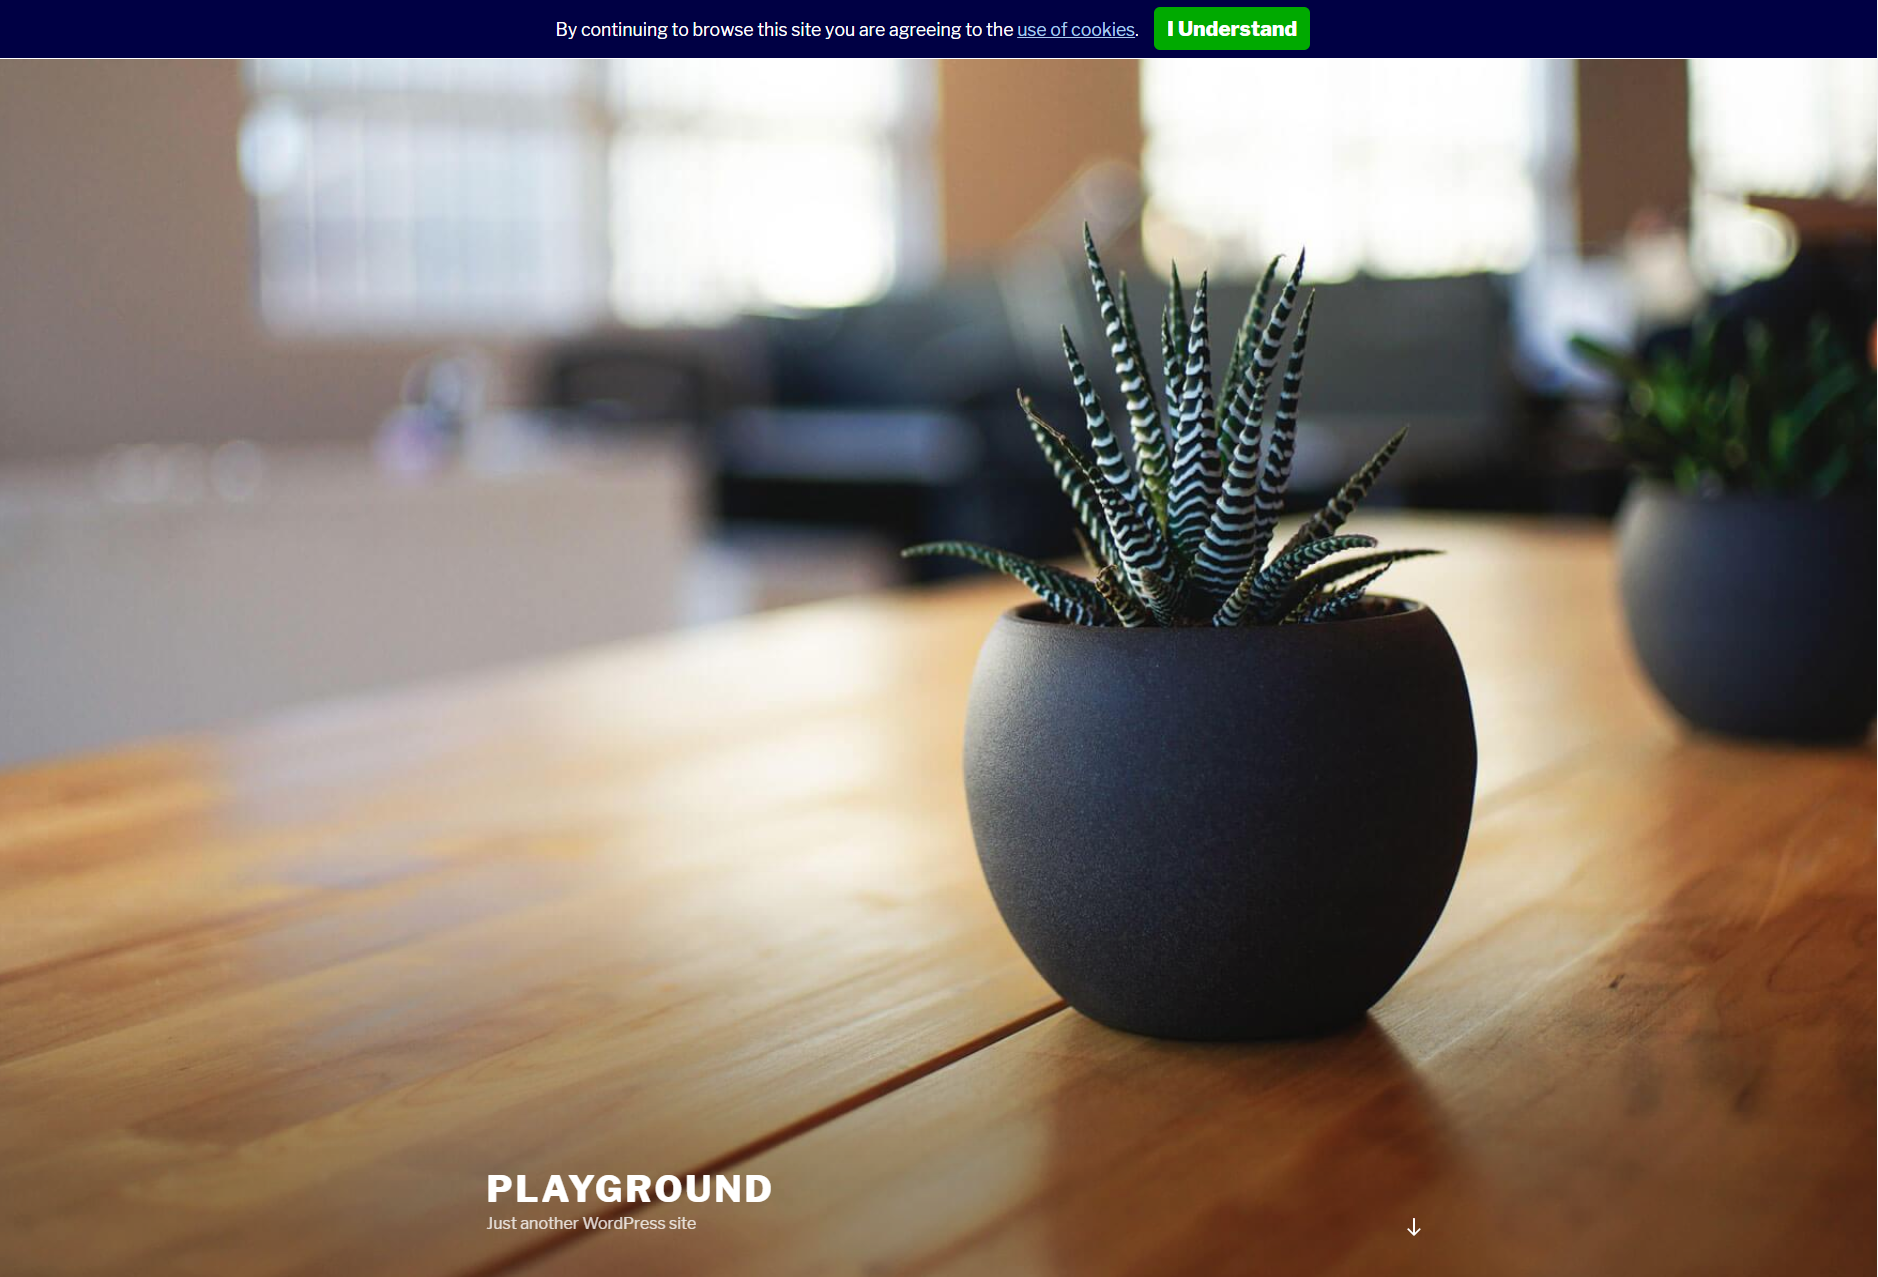 By continuing to browse this site you are agreeing to the use of cookies. I Understand
PLAYGROUND
Just another WordPress site